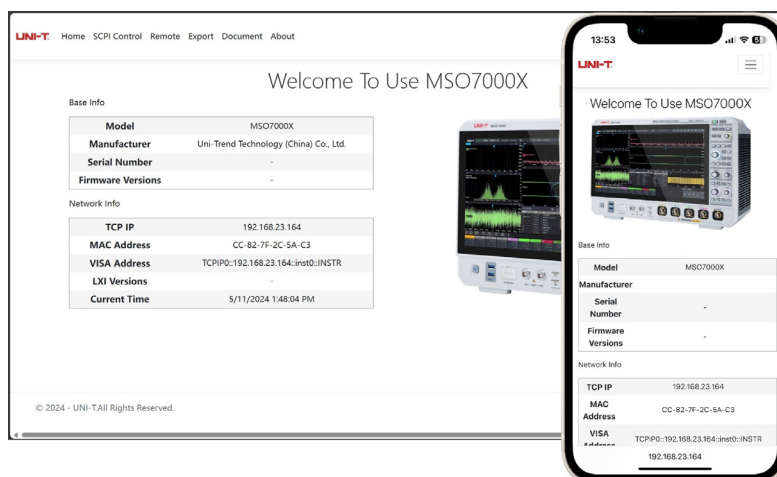 UNI-T
Home SCPI Control Remote Export Document About
Welcome To Use MSO7000X
Base Info
Model MSO7000X
Manufacturer Uni-Trend Technology (China) Co., Ltd.
Serial Number -
Firmware Versions -
Network Info
TCP IP 192.168.23.164
MAC Address CC-82-7F-2C-5A-C3
VISA Address TCPIP0::192.168.23.164::inst0::INSTR
LXI Versions -
Current Time 5/11/2024 1:48:04 PM
© 2024 - UNI-T.All Rights Reserved.
UNI-T
13:53
UNI-T
Welcome To Use MSO7000X
Base Info
Model MSO7000X
Manufacturer
Serial
Number -
Firmware
Versions -
Network Info
TCP IP 192.168.23.164
MAC
Address CC-82-7F-2C-5A-C3
VISA
Address TCPIP0::192.168.23.164::inst0::INSTR
192.168.23.164